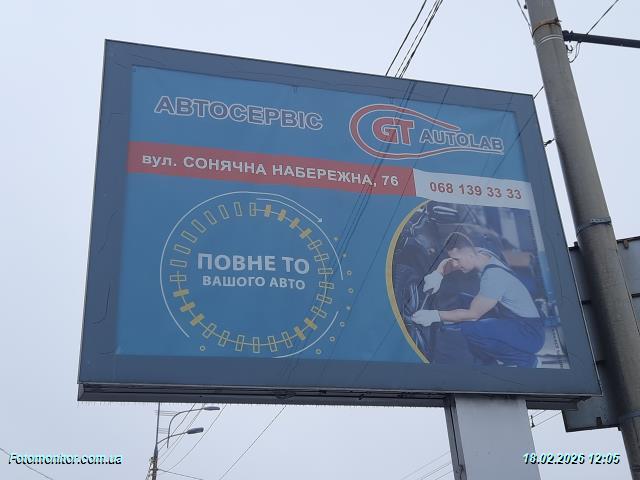 АВТОСЕРВІС
GT AUTOLAB
вул. СОНЯЧНА НАБЕРЕЖНА, 76
068 139 33 33
ПОВНЕ ТО
ВАШОГО АВТО
Fotomonitor.com.ua
18.02.2026 12:05